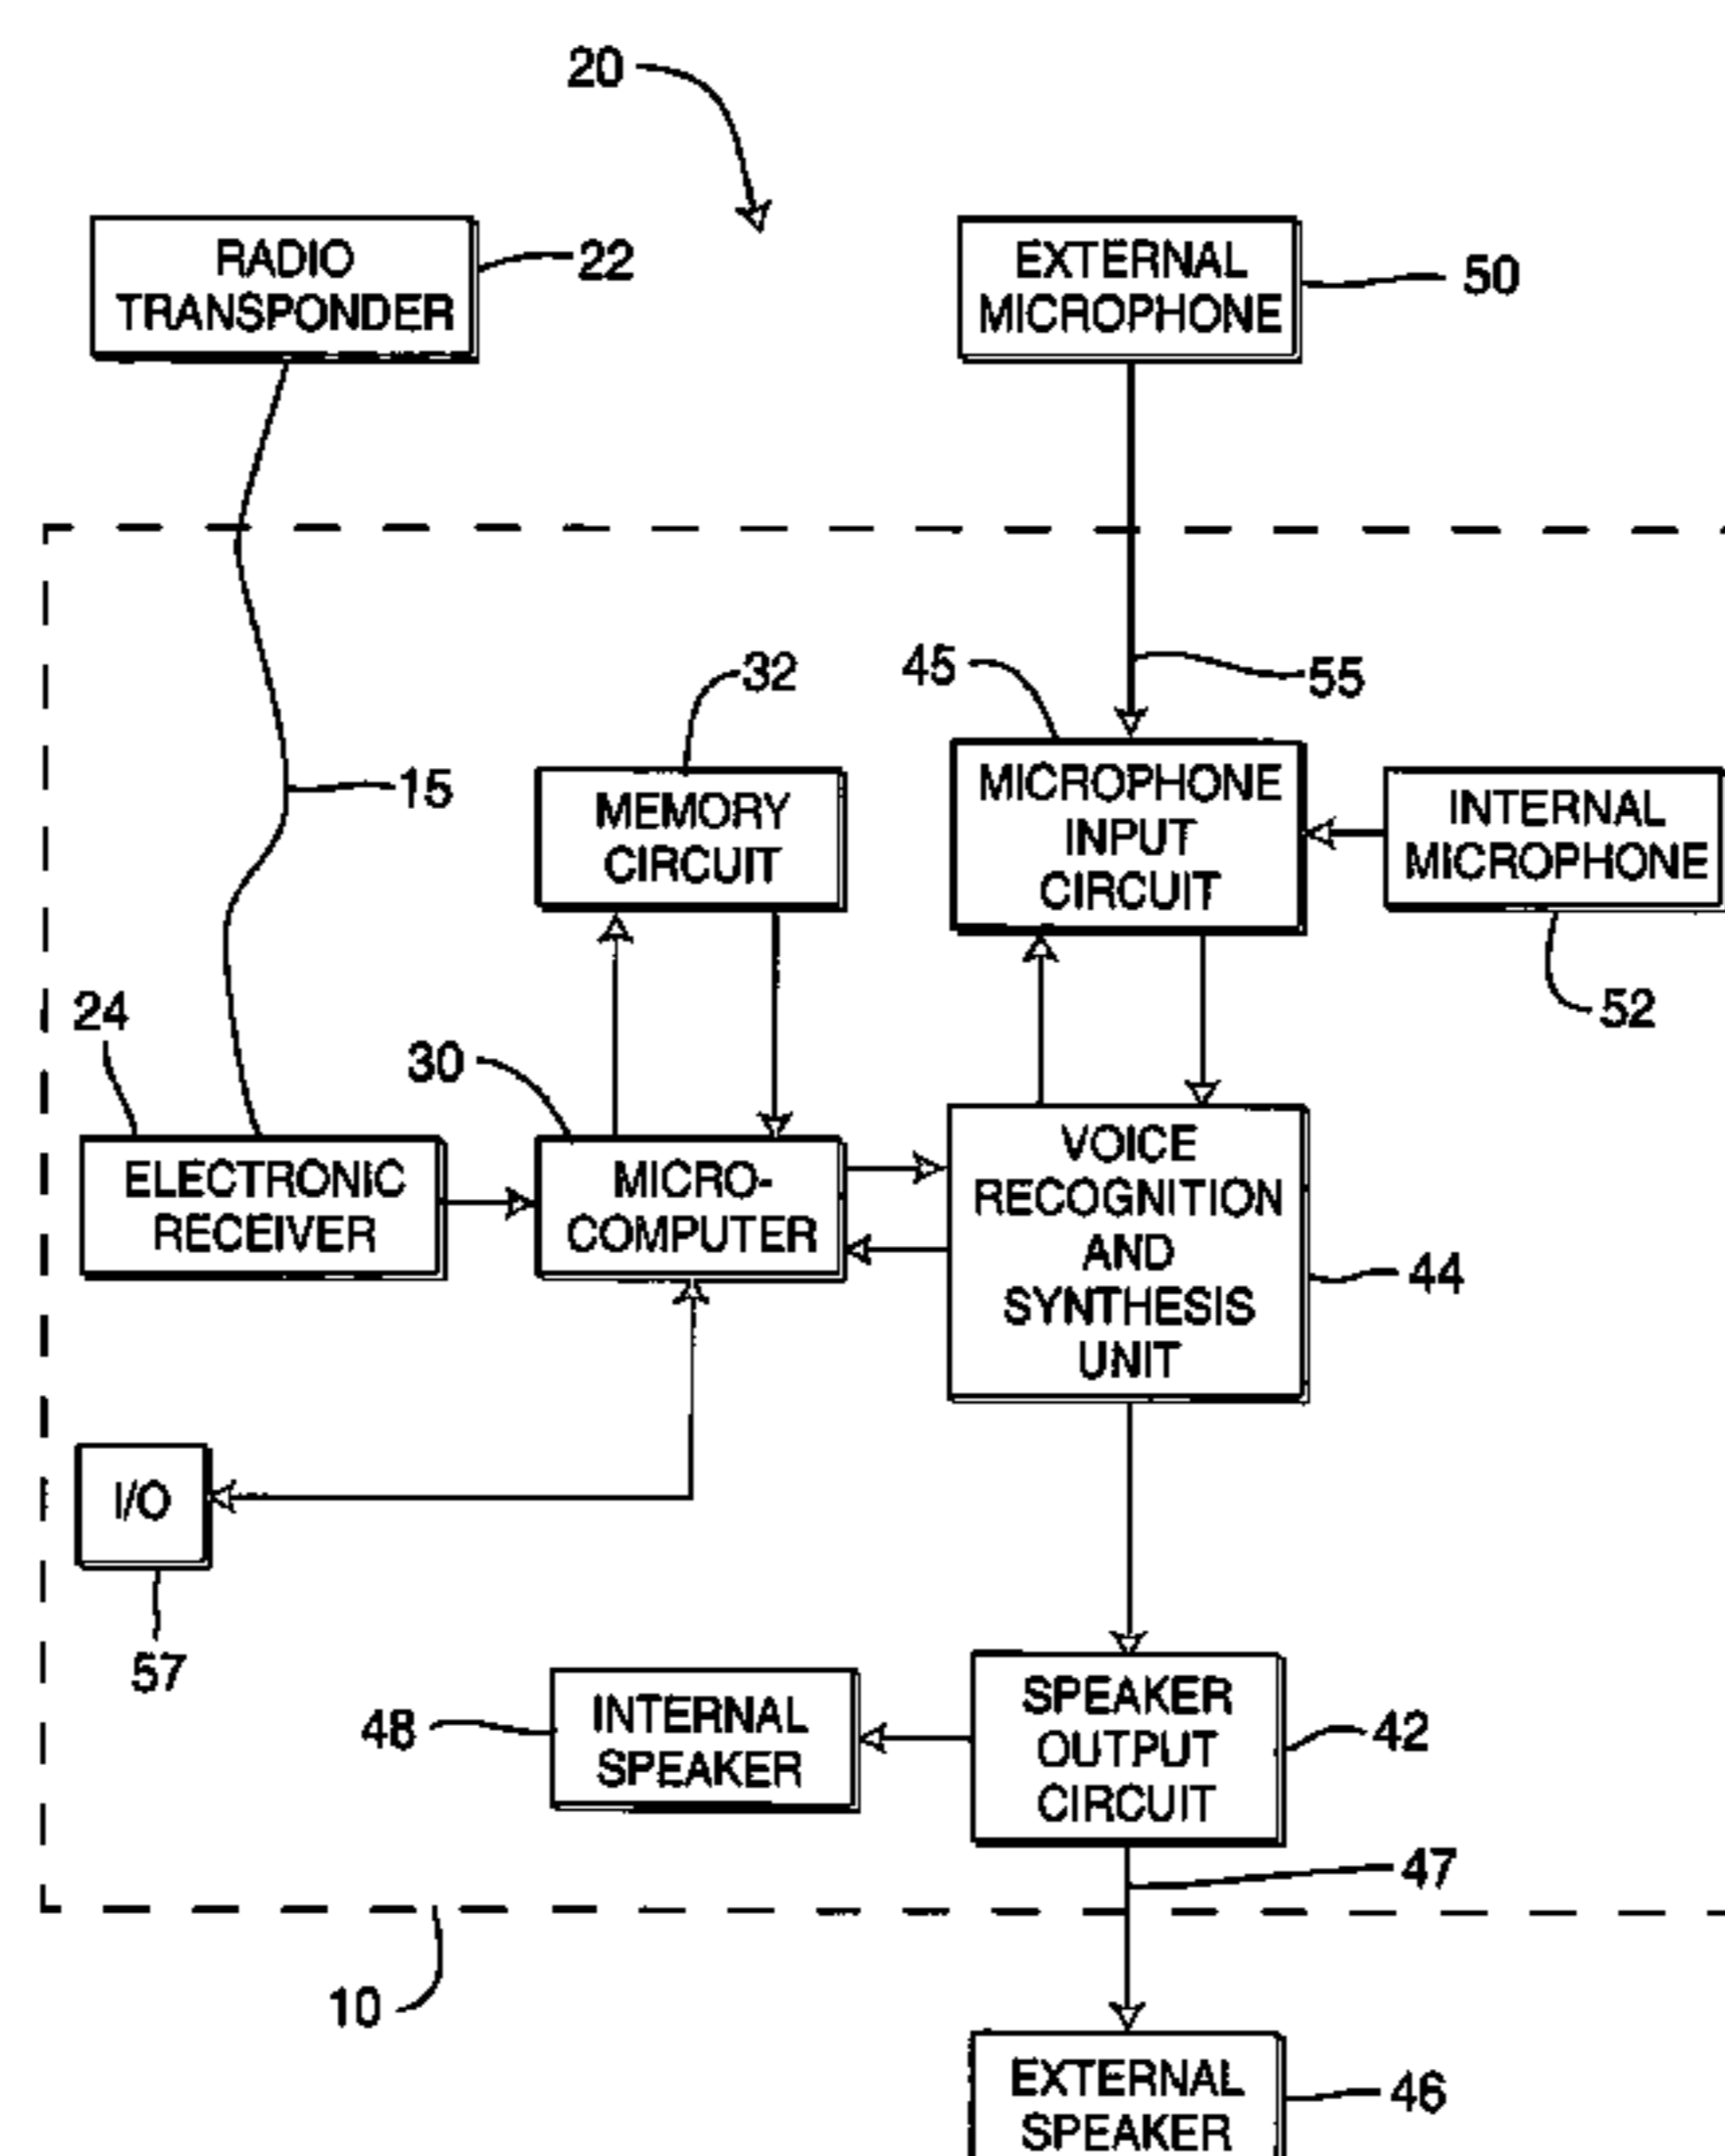 20
RADIO
TRANSPONDER
22
EXTERNAL
MICROPHONE
50
55
45
32
15
MEMORY
CIRCUIT
MICROPHONE
INPUT
CIRCUIT
INTERNAL
MICROPHONE
52
24
30
ELECTRONIC
RECEIVER
MICRO-
COMPUTER
VOICE
RECOGNITION
AND
SYNTHESIS
UNIT
44
I/O
57
48
INTERNAL
SPEAKER
SPEAKER
OUTPUT
CIRCUIT
42
47
10
EXTERNAL
SPEAKER
46